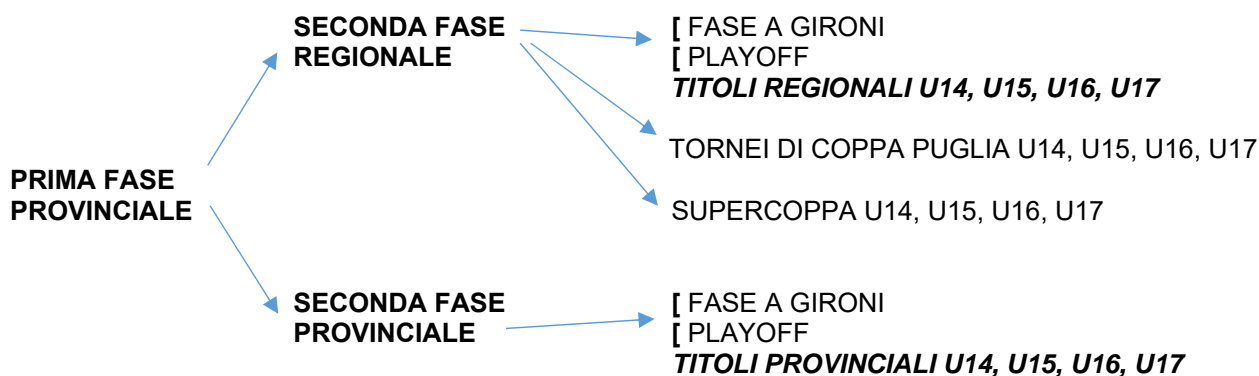 PRIMA FASE
PROVINCIALE
SECONDA FASE
REGIONALE
[ FASE A GIRONI
[ PLAYOFF
TITOLI REGIONALI U14, U15, U16, U17
TORNEI DI COPPA PUGLIA U14, U15, U16, U17
SUPERCOPPA U14, U15, U16, U17
SECONDA FASE
PROVINCIALE
[ FASE A GIRONI
[ PLAYOFF
TITOLI PROVINCIALI U14, U15, U16, U17